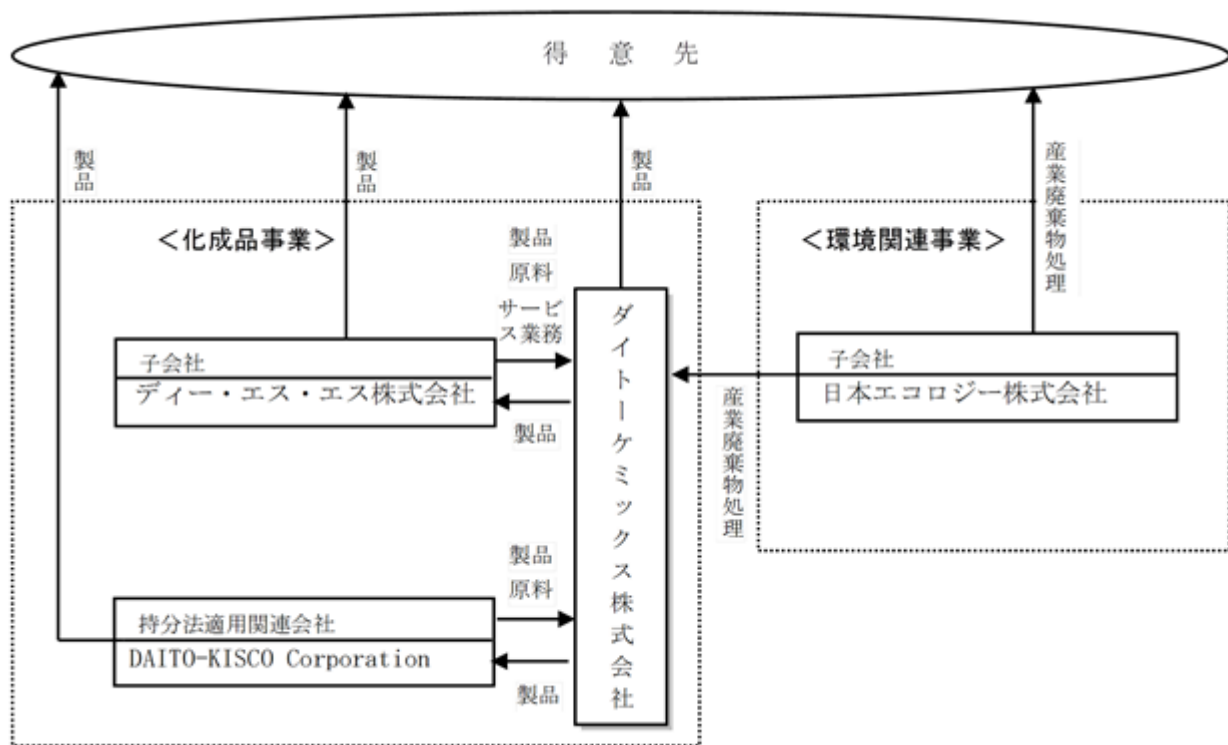 得意先
製品
製品
製品
産業廃棄物処理
＜化成品事業＞
＜環境関連事業＞
製品
原料
サービ
ス業務
子会社
ディー・エス・エス株式会社
製品
ダイトーケミックス株式会社
産業廃棄物処理
子会社
日本エコロジー株式会社
製品
原料
持分法適用関連会社
DAITO-KISCO Corporation
製品